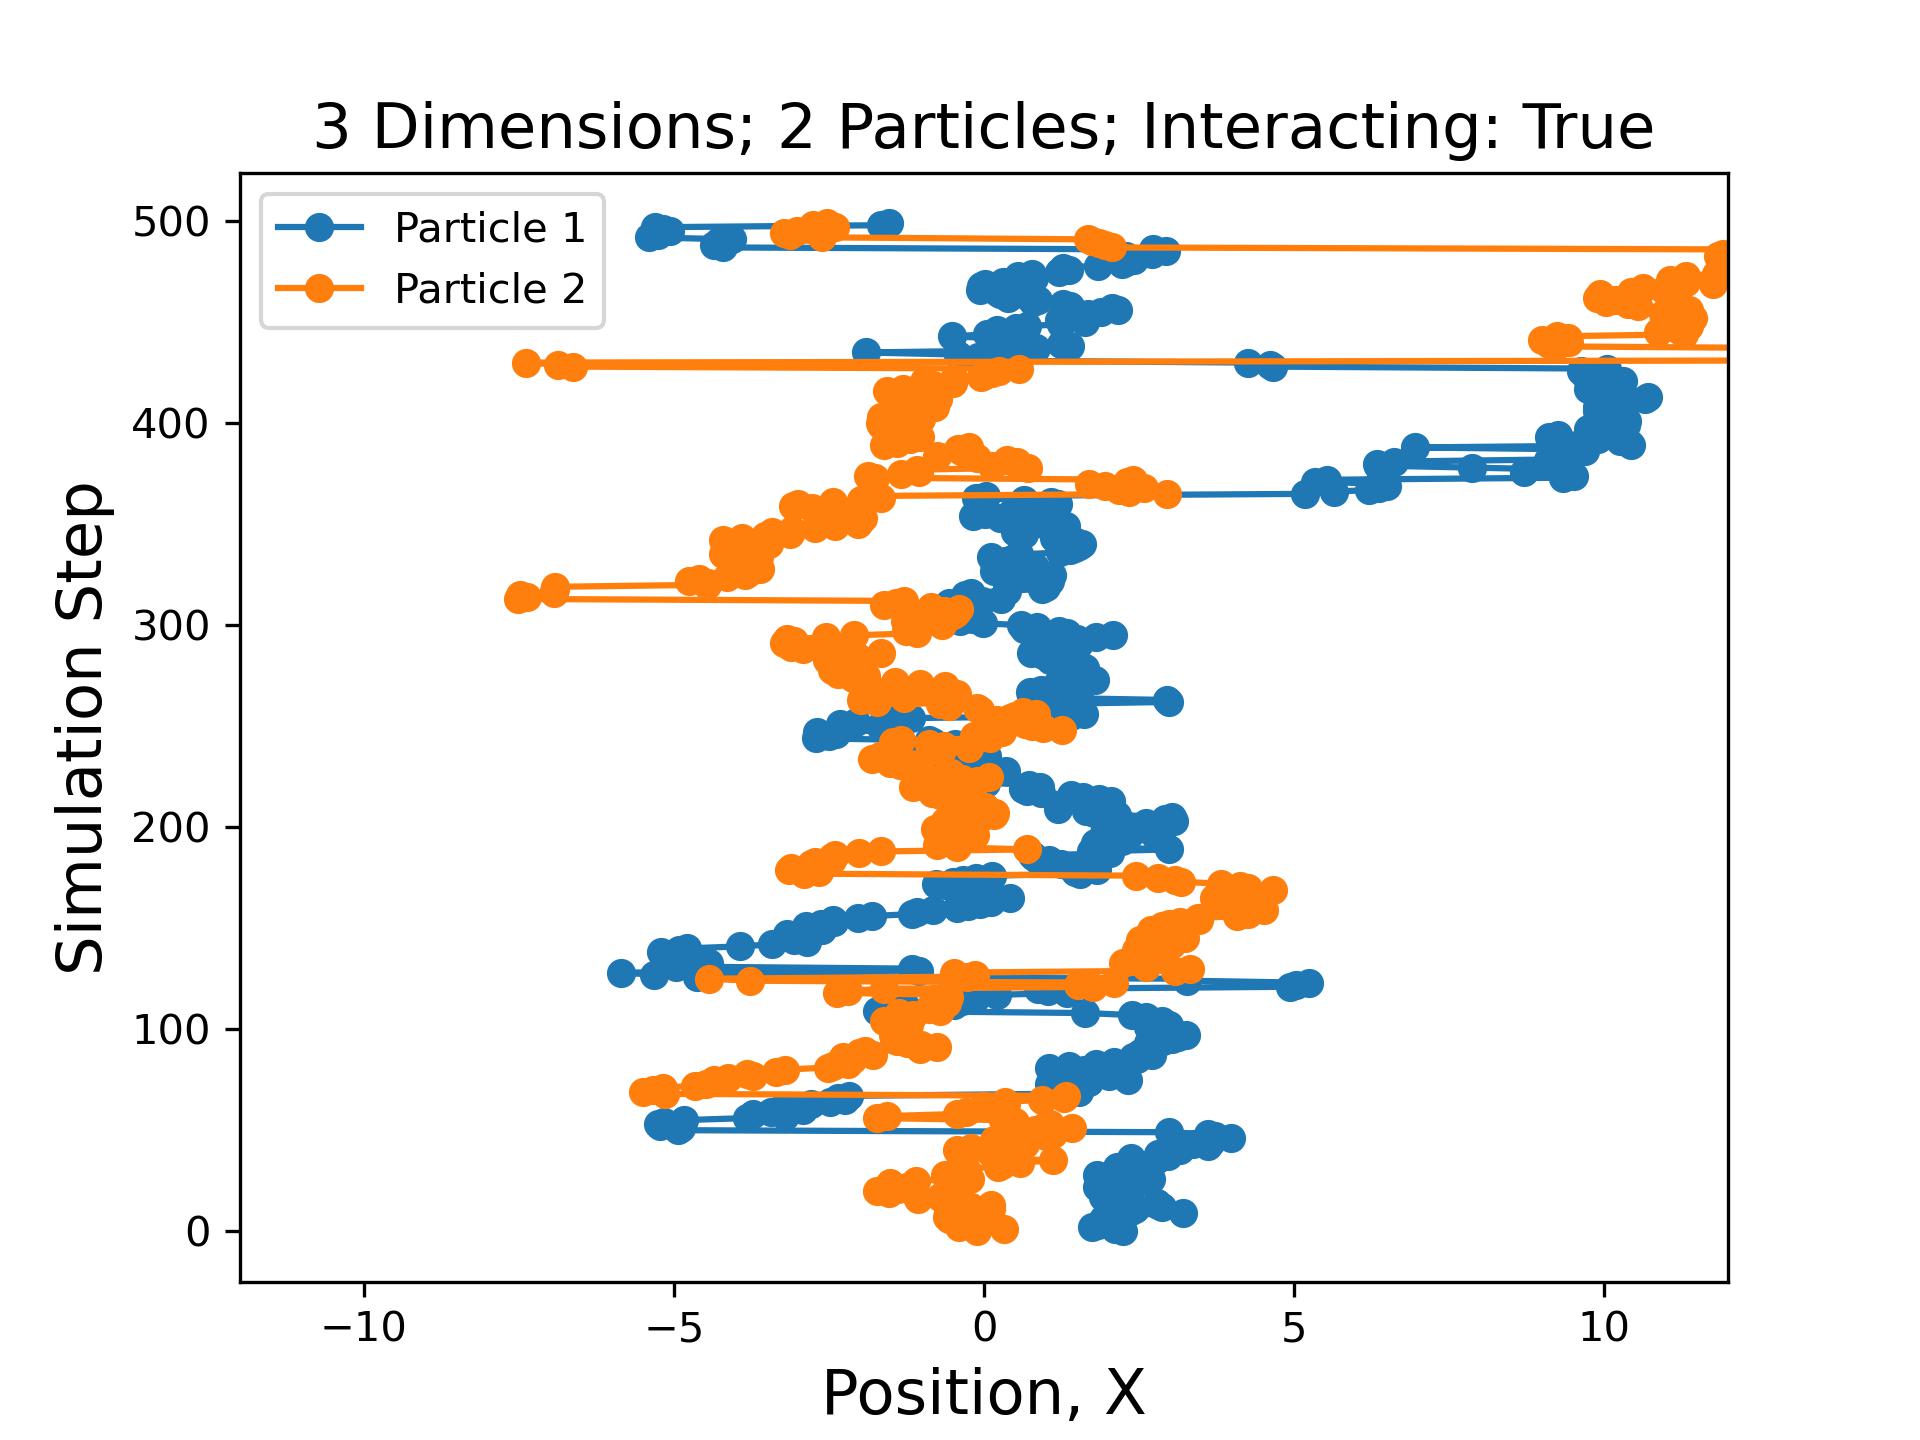 3 Dimensions; 2 Particles; Interacting: True
Particle 1
Particle 2
Simulation Step
500
400
300
200
100
0
−10
−5
0
5
10
Position, X